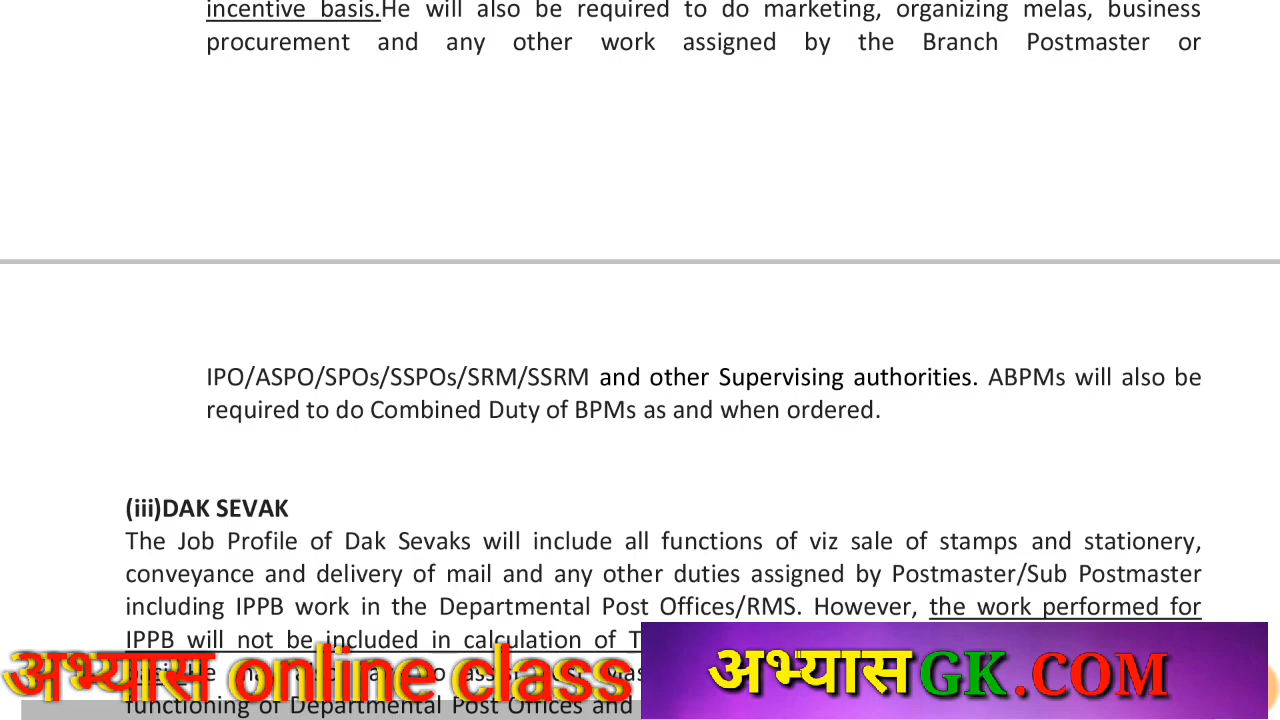 incentive basis.He will also be required to do marketing, organizing melas, business
procurement and any other work assigned by the Branch Postmaster or
IPO/ASPO/SPOs/SSPOs/SRM/SSRM and other Supervising authorities. ABPMs will also be
required to do Combined Duty of BPMs as and when ordered.
(iii)DAK SEVAK
The Job Profile of Dak Sevaks will include all functions of viz sale of stamps and stationery,
conveyance and delivery of mail and any other duties assigned by Postmaster/Sub Postmaster
including IPPB work in the Departmental Post Offices/RMS. However, the work performed for
IPPB will not be included in calculation of
functioning of Departmental Post Offices and
अभ्यास online class
अभ्यास GK.COM